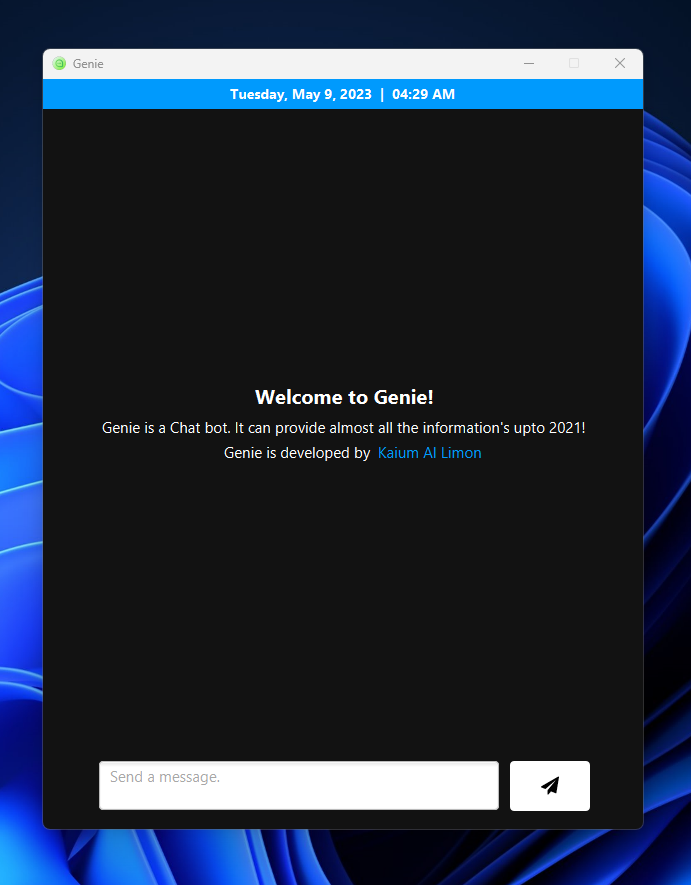 Genie
Tuesday, May 9, 2023 | 04:29 AM
Welcome to Genie!
Genie is a Chat bot. It can provide almost all the information's upto 2021!
Genie is developed by Kaium Al Limon
Send a message.